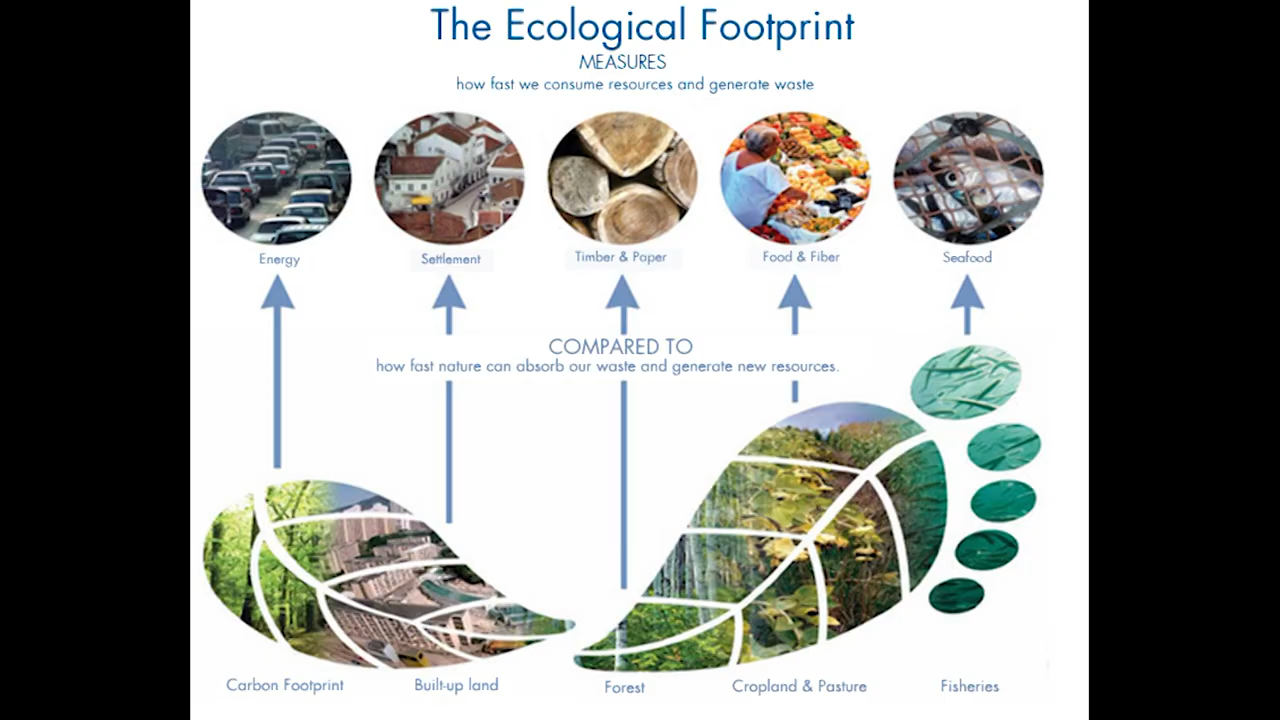 The Ecological Footprint
MEASURES
how fast we consume resources and generate waste
Energy
Settlement
Timber & Paper
Food & Fiber
Seafood
COMPARED TO
how fast nature can absorb our waste and generate new resources.
Carbon Footprint
Built-up land
Forest
Cropland & Pasture
Fisheries